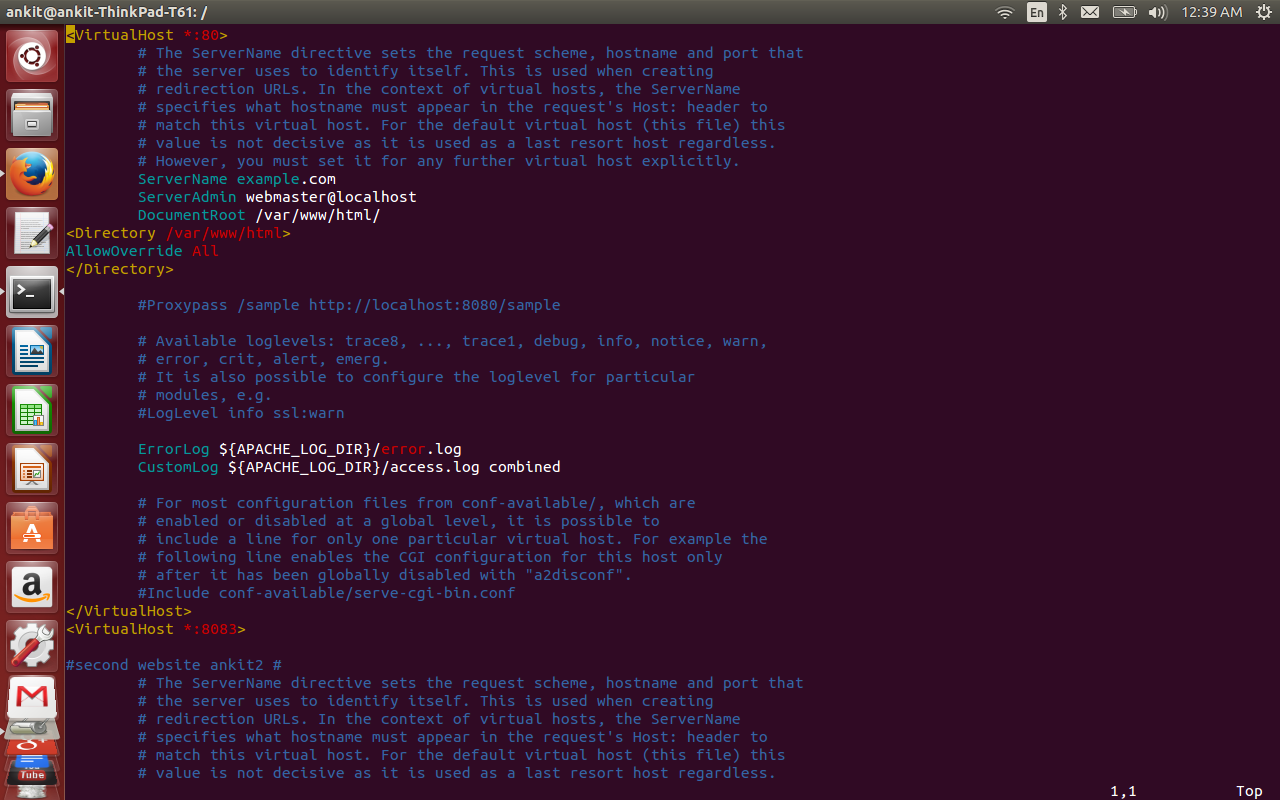 ankit@ankit-ThinkPad-T61: /
En
12:39 AM
<VirtualHost *:80>
# The ServerName directive sets the request scheme, hostname and port that
# the server uses to identify itself. This is used when creating
# redirection URLs. In the context of virtual hosts, the ServerName
# specifies what hostname must appear in the request's Host: header to
# match this virtual host. For the default virtual host (this file) this
# value is not decisive as it is used as a last resort host regardless.
# However, you must set it for any further virtual host explicitly.
ServerName example.com
ServerAdmin webmaster@localhost
DocumentRoot /var/www/html/
<Directory /var/www/html>
AllowOverride All
</Directory>
#Proxypass /sample http://localhost:8080/sample
# Available loglevels: trace8, ..., trace1, debug, info, notice, warn,
# error, crit, alert, emerg.
# It is also possible to configure the loglevel for particular
# modules, e.g.
#LogLevel info ssl:warn
ErrorLog ${APACHE_LOG_DIR}/error.log
CustomLog ${APACHE_LOG_DIR}/access.log combined
# For most configuration files from conf-available/, which are
# enabled or disabled at a global level, it is possible to
# include a line for only one particular virtual host. For example the
# following line enables the CGI configuration for this host only
# after it has been globally disabled with "a2disconf".
#Include conf-available/serve-cgi-bin.conf
</VirtualHost>
<VirtualHost *:8083>
#second website ankit2 #
# The ServerName directive sets the request scheme, hostname and port that
# the server uses to identify itself. This is used when creating
# redirection URLs. In the context of virtual hosts, the ServerName
# specifies what hostname must appear in the request's Host: header to
# match this virtual host. For the default virtual host (this file) this
# value is not decisive as it is used as a last resort host regardless.
1,1 Top
a
Tube